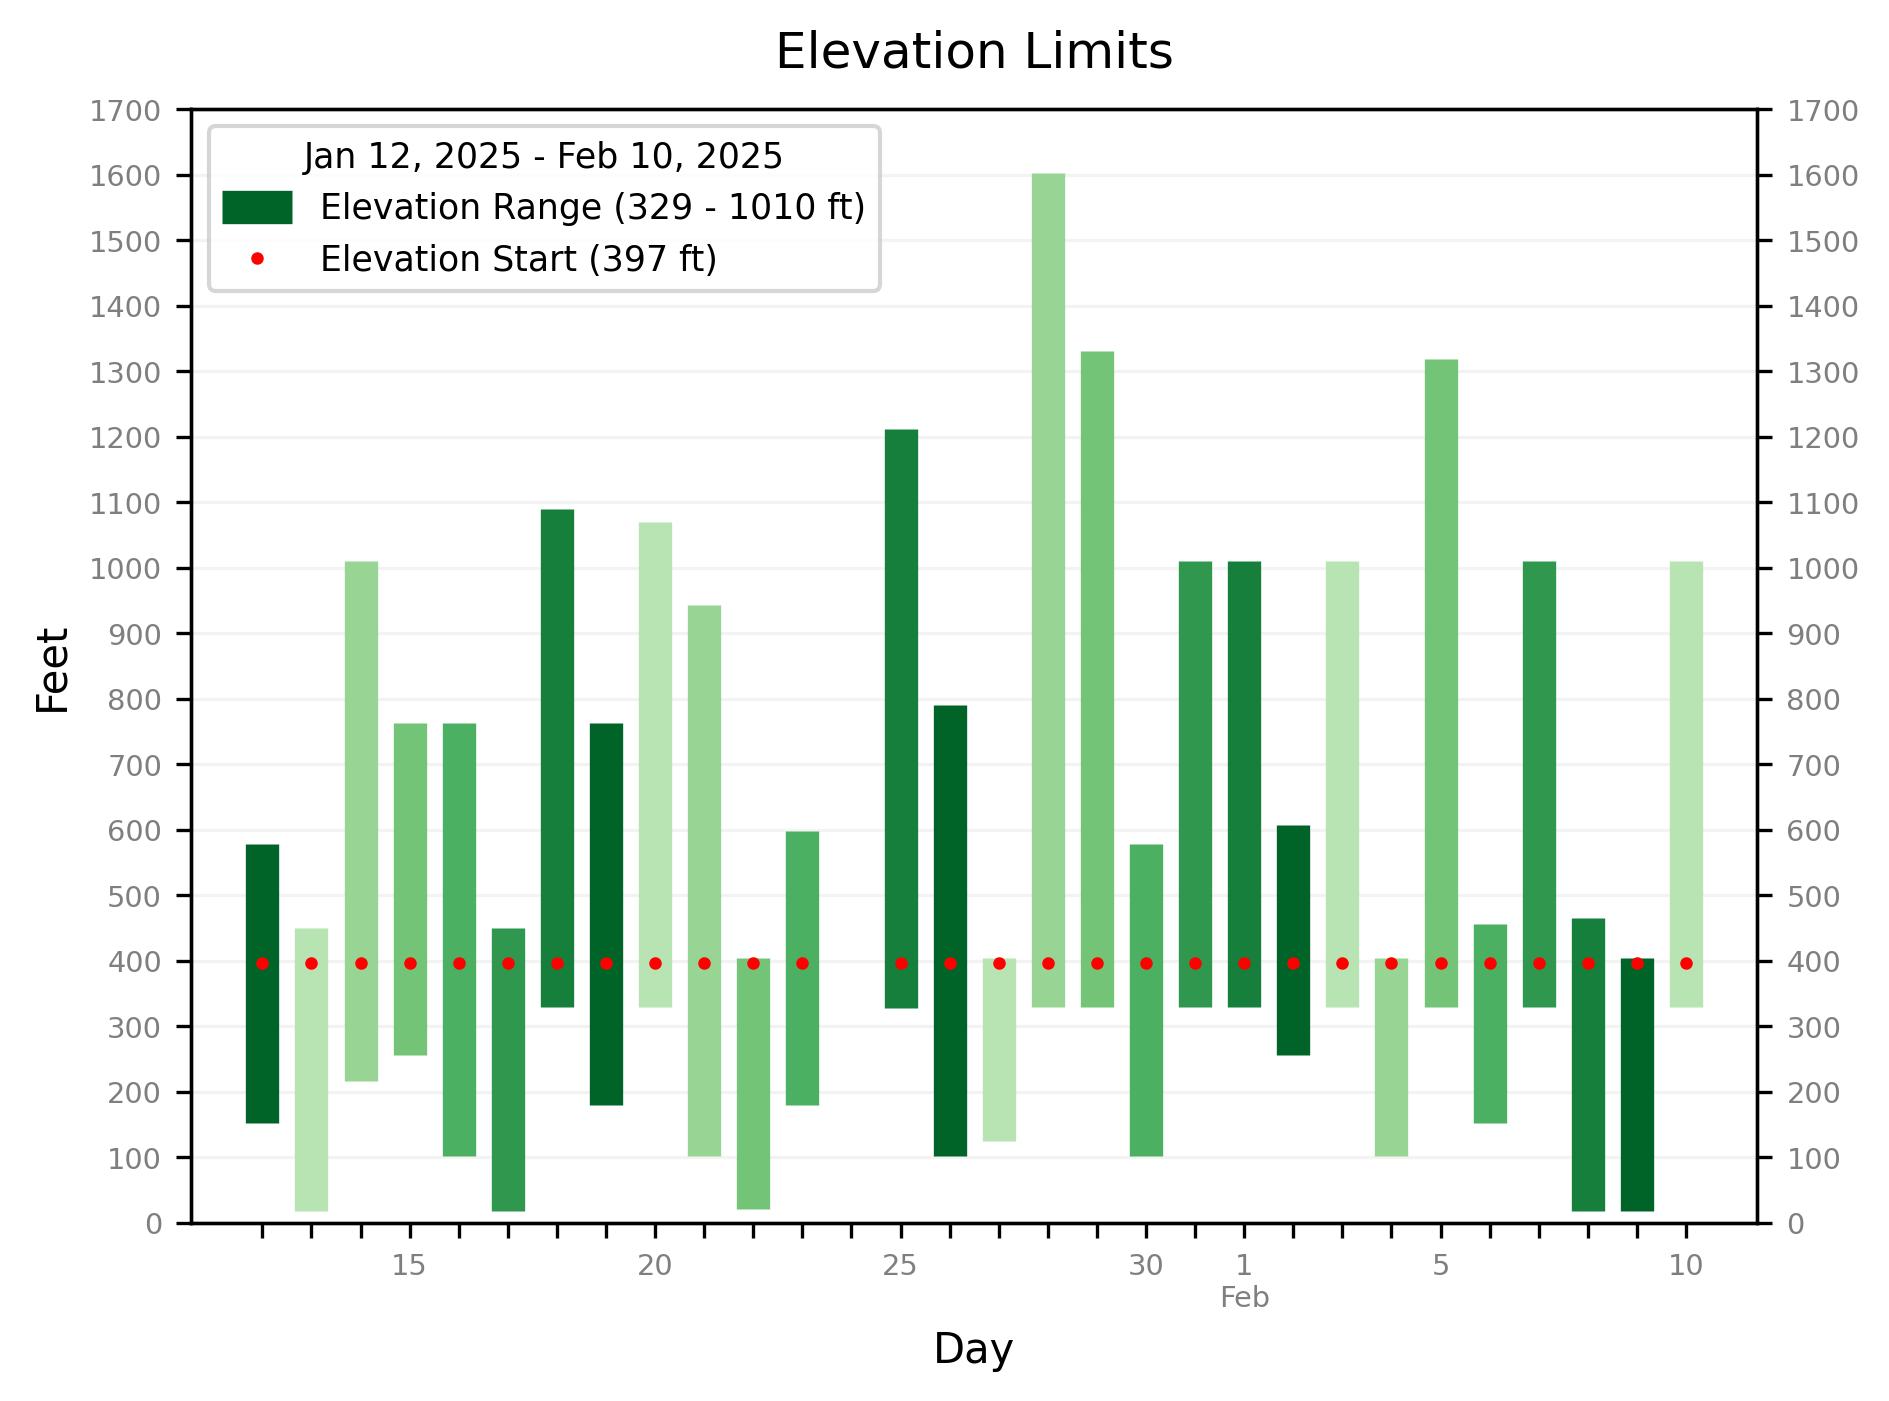 Elevation Limits
Jan 12, 2025 - Feb 10, 2025
Elevation Range (329 - 1010 ft)
Elevation Start (397 ft)
1700 1700
1600 1600
1500 1500
1400 1400
1300 1300
1200 1200
1100 1100
1000 1000
900 900
800 800
700 700
600 600
500 500
400 400
300 300
200 200
100 100
0 0
Feet
15 20 25 30 1 5 10
Feb
Day